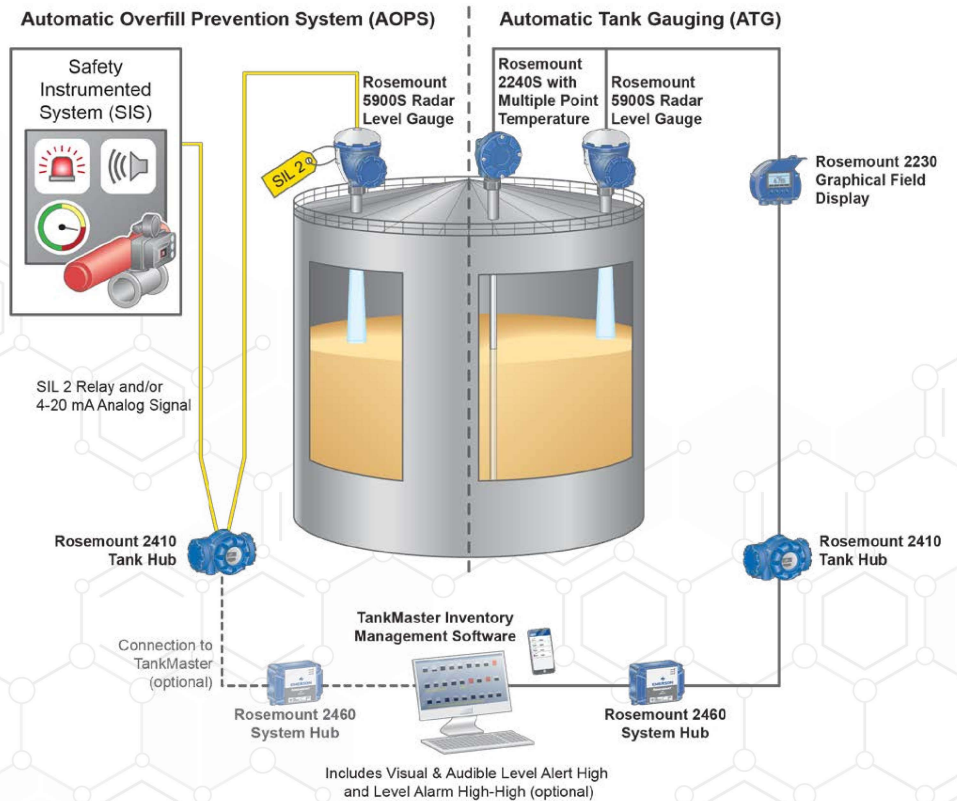 Automatic Overfill Prevention System (AOPS)
Automatic Tank Gauging (ATG)
Safety
Instrumented
System (SIS)
Rosemount
5900S Radar
Level Gauge
Rosemount
2240S with
Multiple Point
Temperature
Rosemount
5900S Radar
Level Gauge
SIL 2
Rosemount 2230
Graphical Field
Display
SIL 2 Relay and/or
4-20 mA Analog Signal
Rosemount 2410
Tank Hub
Rosemount 2410
Tank Hub
TankMaster Inventory
Management Software
Connection to
TankMaster
(optional)
EMERSON
EMERSON
Rosemount 2460
System Hub
Rosemount 2460
System Hub
Includes Visual & Audible Level Alert High
and Level Alarm High-High (optional)